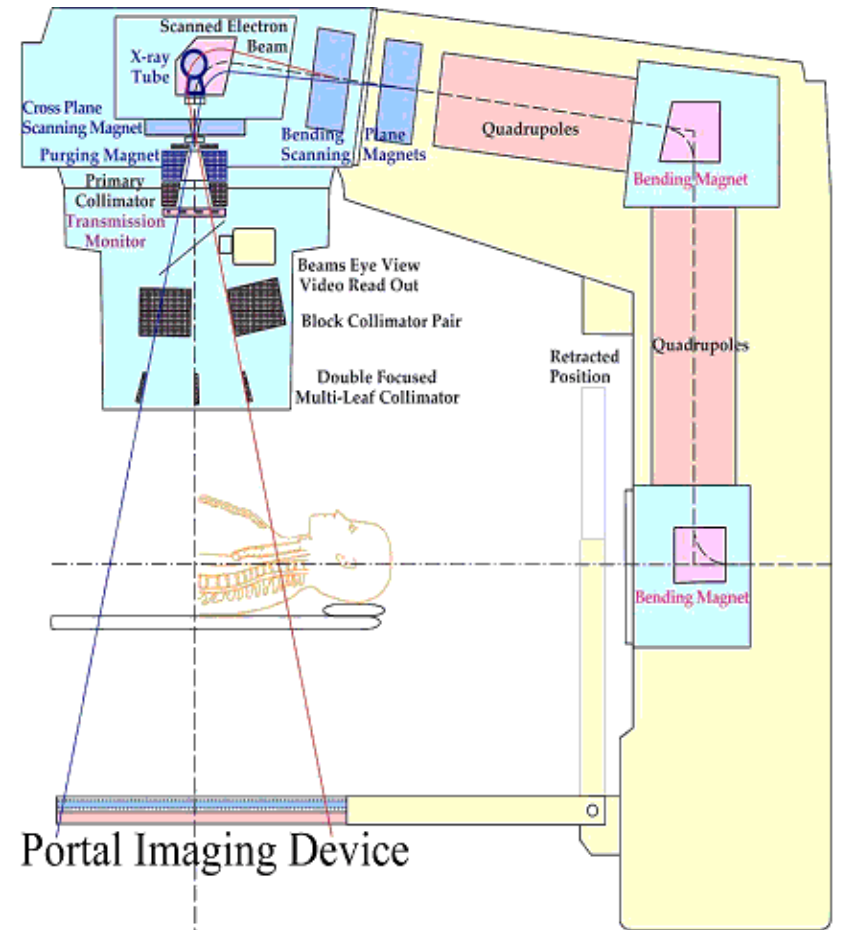 Scanned Electron
Beam
X-ray
Tube
Cross Plane
Scanning Magnet
Bending
Scanning
Plane
Magnets
Quadrupoles
Bending Magnet
Purging Magnet
Primary
Collimator
Transmission
Monitor
Beams Eye View
Video Read Out
Block Collimator Pair
Quadrupoles
Retracted
Position
Double Focused
Multi-Leaf Collimator
Bending Magnet
Portal Imaging Device